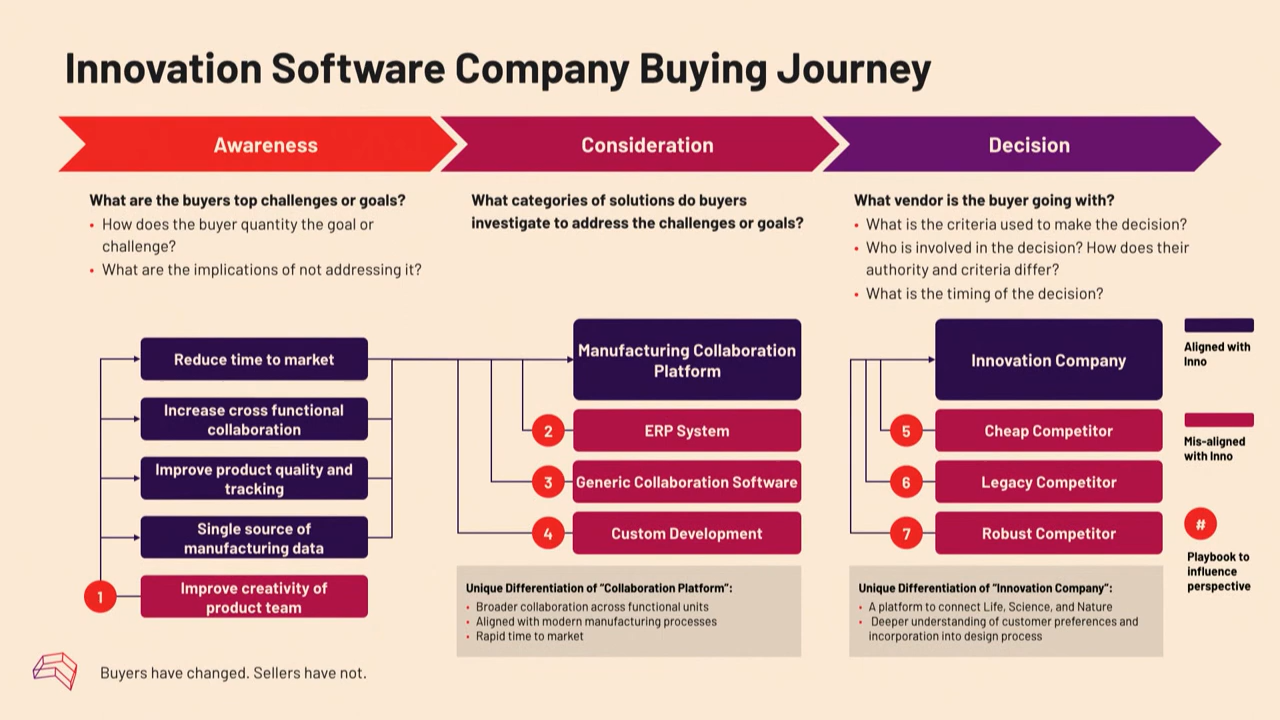 Innovation Software Company Buying Journey
Awareness
Consideration
Decision
What are the buyers top challenges or goals?
• How does the buyer quantity the goal or
challenge?
• What are the implications of not addressing it?
What categories of solutions do buyers
investigate to address the challenges or goals?
What vendor is the buyer going with?
• What is the criteria used to make the decision?
• Who is involved in the decision? How does their
authority and criteria differ?
• What is the timing of the decision?
Reduce time to market
Increase cross functional
collaboration
Improve product quality and
tracking
Single source of
manufacturing data
1
Improve creativity of
product team
Manufacturing Collaboration
Platform
2
ERP System
3
Generic Collaboration Software
4
Custom Development
Unique Differentiation of "Collaboration Platform":
• Broader collaboration across functional units
• Aligned with modern manufacturing processes
• Rapid time to market
Innovation Company
5
Cheap Competitor
6
Legacy Competitor
7
Robust Competitor
Unique Differentiation of "Innovation Company":
• A platform to connect Life, Science, and Nature
• Deeper understanding of customer preferences and
incorporation into design process
Aligned with
Inno
Mis-aligned
with Inno
#
Playbook to
influence
perspective
Buyers have changed. Sellers have not.